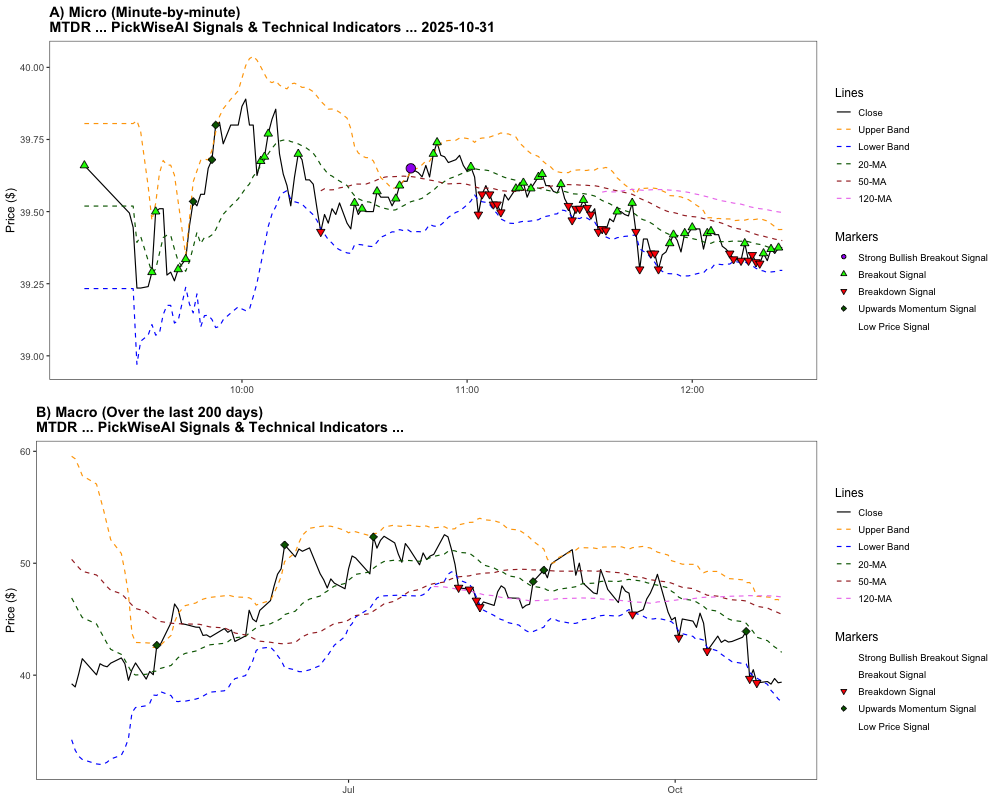 A) Micro (Minute-by-minute)
MTDR ... PickWiseAI Signals & Technical Indicators ... 2025-10-31
Price ($)
40.00
39.75
39.50
39.25
39.00
10:00
11:00
12:00
Lines
Close
Upper Band
Lower Band
20-MA
50-MA
120-MA
Markers
Strong Bullish Breakout Signal
Breakout Signal
Breakdown Signal
Upwards Momentum Signal
Low Price Signal
B) Macro (Over the last 200 days)
MTDR ... PickWiseAI Signals & Technical Indicators ...
Price ($)
60
50
40
Jul
Oct
Lines
Close
Upper Band
Lower Band
20-MA
50-MA
120-MA
Markers
Strong Bullish Breakout Signal
Breakout Signal
Breakdown Signal
Upwards Momentum Signal
Low Price Signal